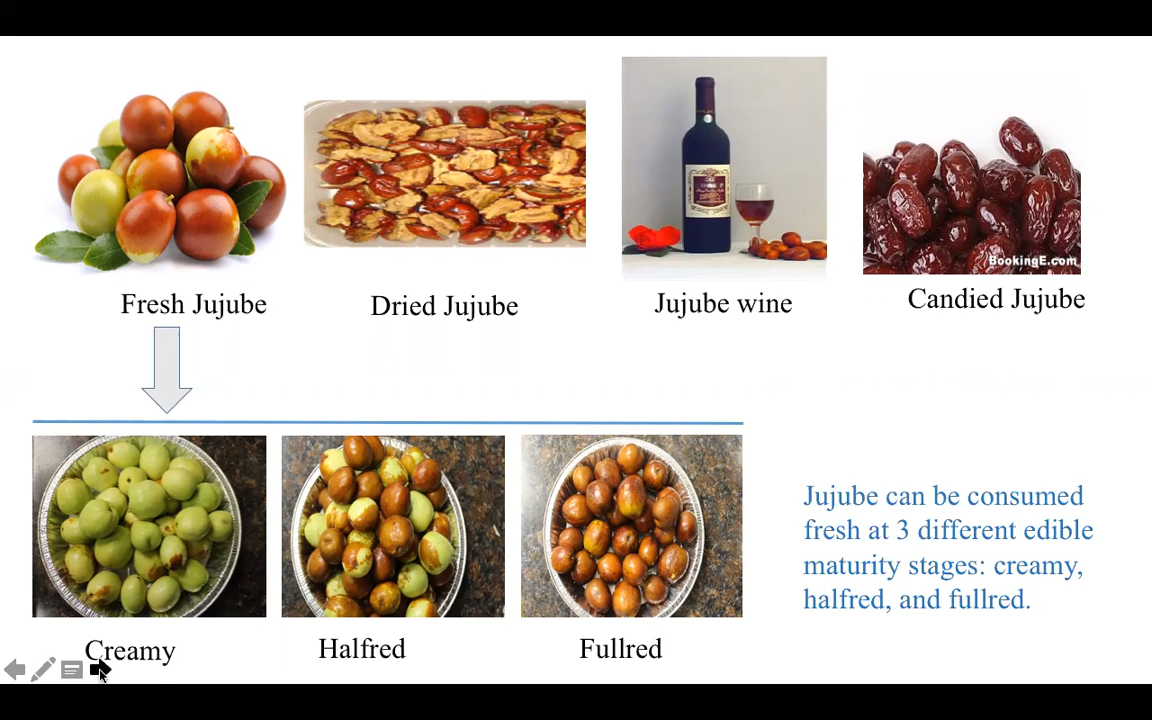 BookingE.com
Fresh Jujube
Dried Jujube
Jujube wine
Candied Jujube
Jujube can be consumed
fresh at 3 different edible
maturity stages: creamy,
halfred, and fullred.
Creamy
Halfred
Fullred